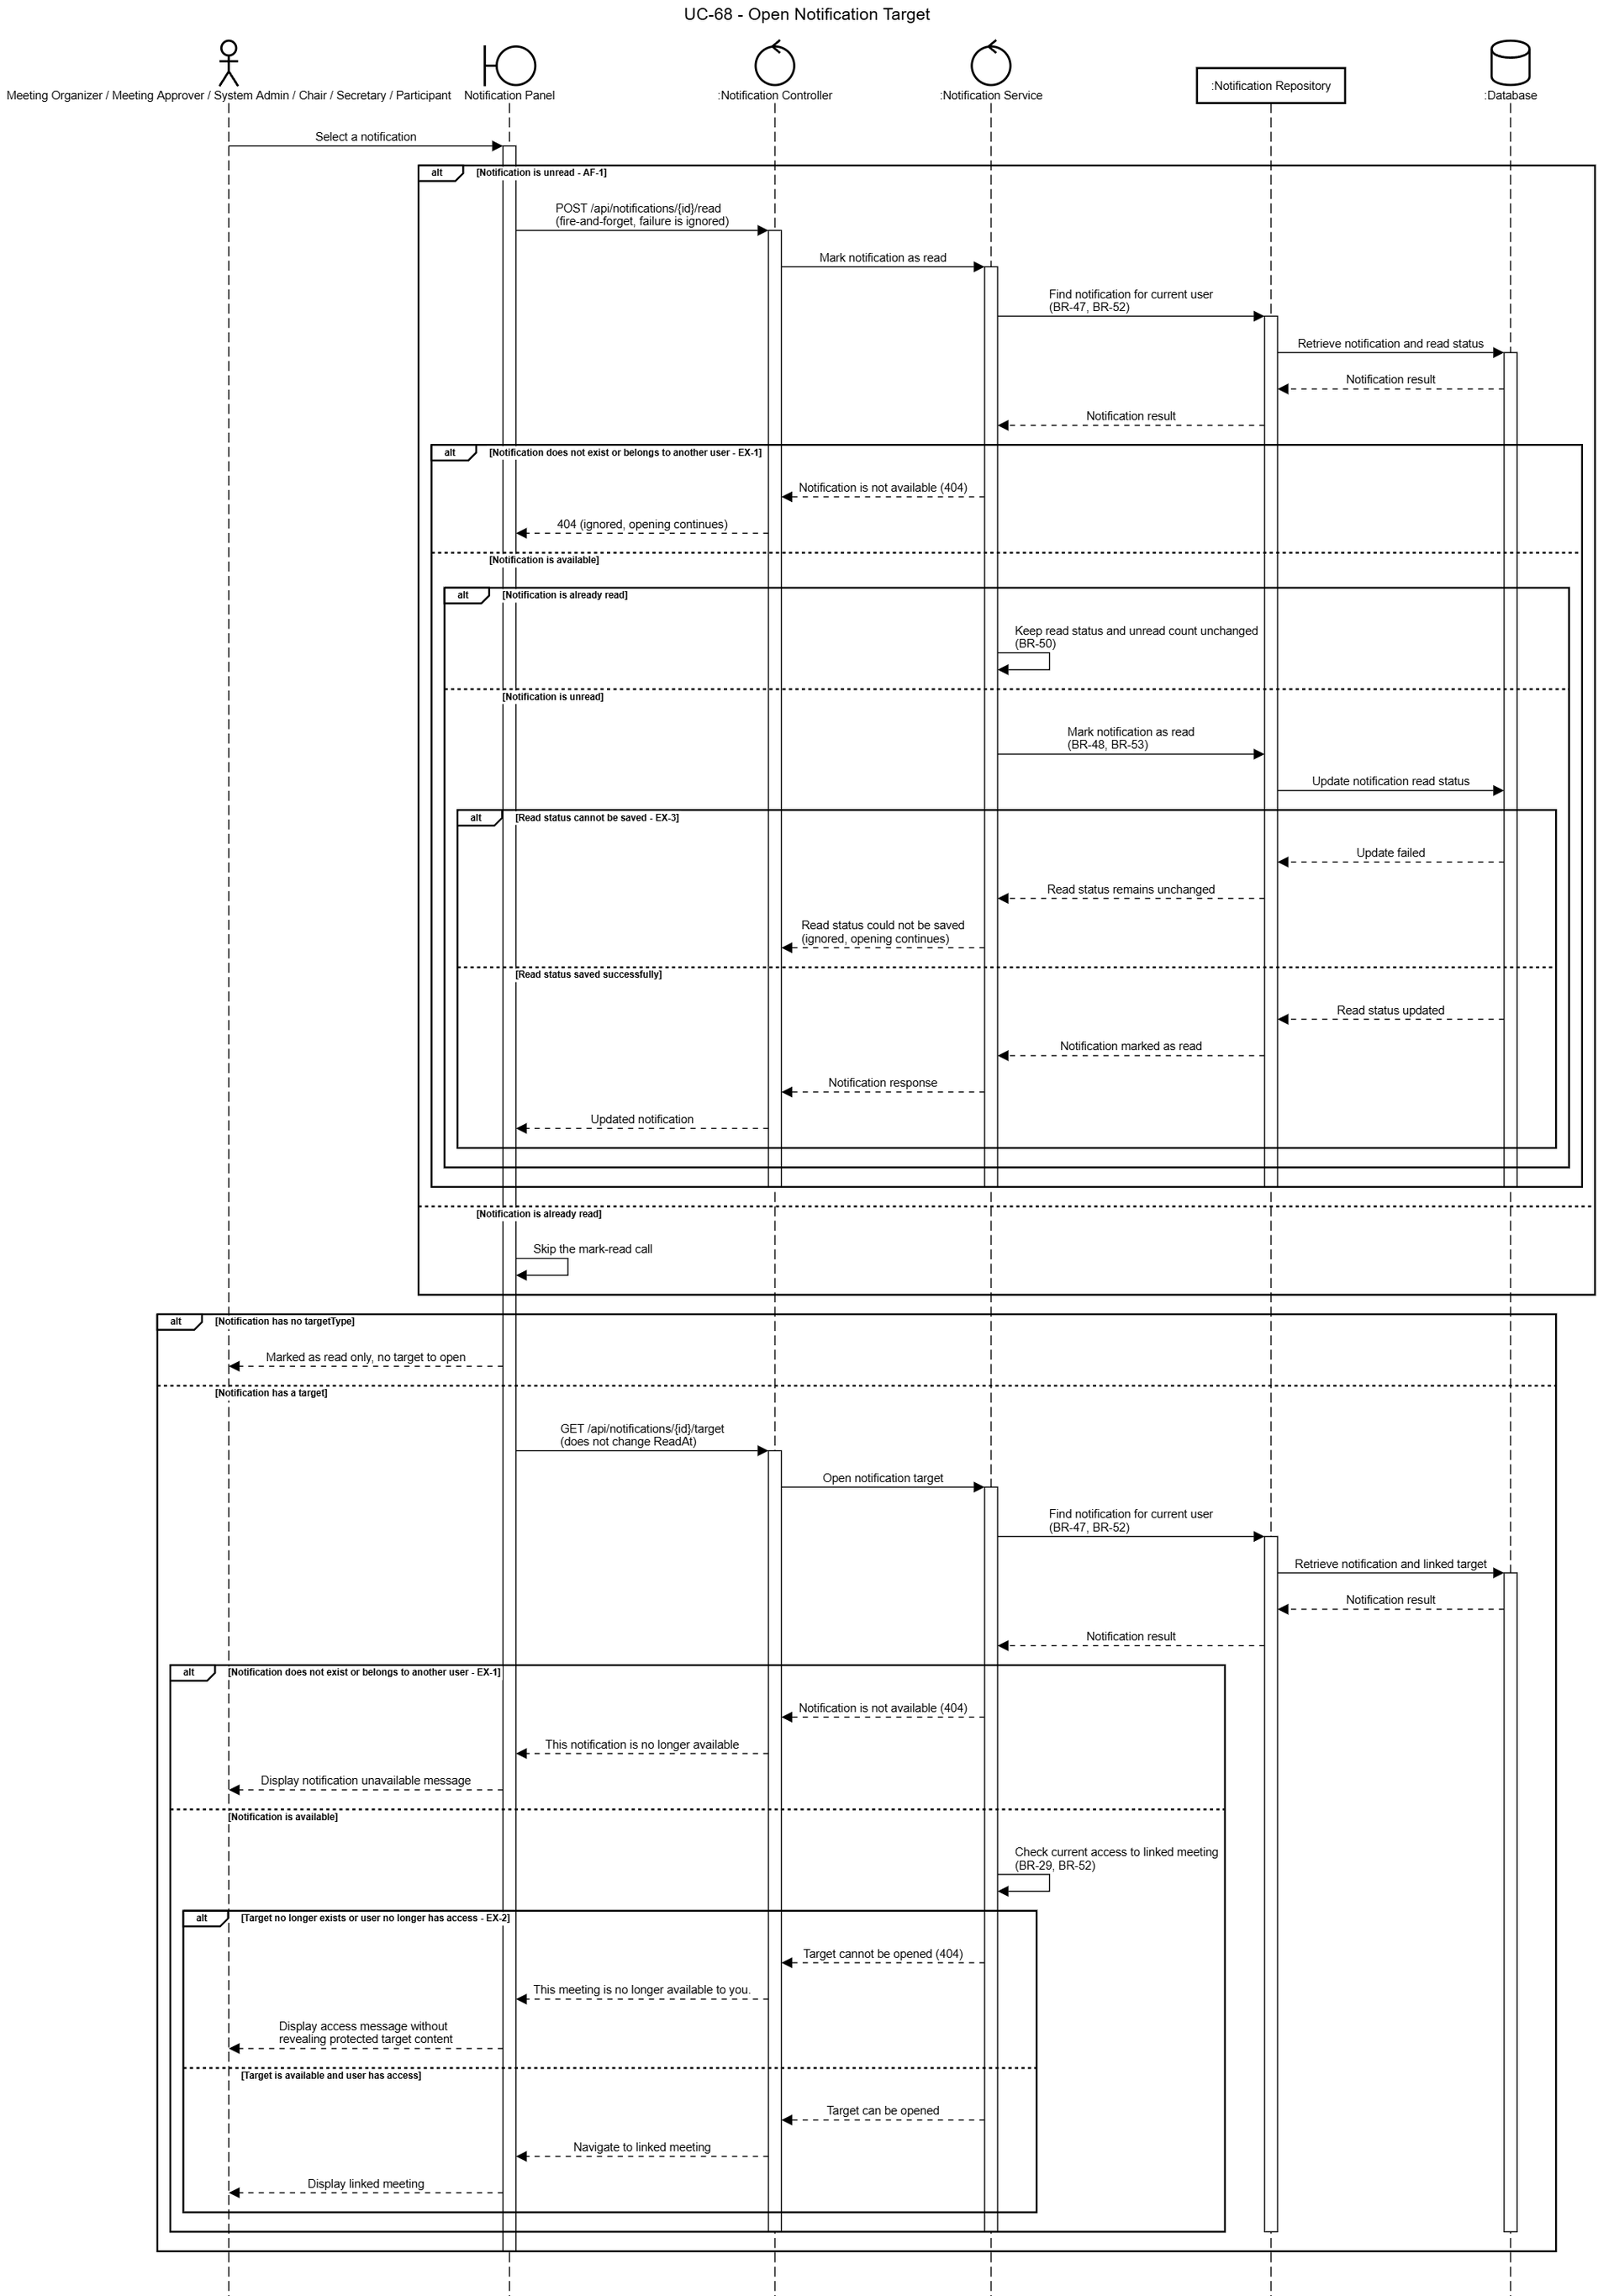 UC-68 - Open Notification Target
Meeting Organizer / Meeting Approver / System Admin / Chair / Secretary / Participant
Notification Panel
:Notification Controller
:Notification Service
:Notification Repository
:Database
Select a notification
alt
[Notification is unread - AF-1]
POST /api/notifications/{id}/read
(fire-and-forget, failure is ignored)
Mark notification as read
Find notification for current user
(BR-47, BR-52)
Retrieve notification and read status
Notification result
Notification result
alt
[Notification does not exist or belongs to another user - EX-1]
Notification is not available (404)
404 (ignored, opening continues)
[Notification is available]
alt
[Notification is already read]
Keep read status and unread count unchanged
(BR-50)
[Notification is unread]
Mark notification as read
(BR-48, BR-53)
Update notification read status
alt
[Read status cannot be saved - EX-3]
Update failed
Read status remains unchanged
Read status could not be saved
(ignored, opening continues)
[Read status saved successfully]
Read status updated
Notification marked as read
Notification response
Updated notification
[Notification is already read]
Skip the mark-read call
alt
[Notification has no targetType]
Marked as read only, no target to open
[Notification has a target]
GET /api/notifications/{id}/target
(does not change ReadAt)
Open notification target
Find notification for current user
(BR-47, BR-52)
Retrieve notification and linked target
Notification result
Notification result
alt
[Notification does not exist or belongs to another user - EX-1]
Notification is not available (404)
This notification is no longer available
Display notification unavailable message
[Notification is available]
Check current access to linked meeting
(BR-29, BR-52)
alt
[Target no longer exists or user no longer has access - EX-2]
Target cannot be opened (404)
This meeting is no longer available to you.
Display access message without
revealing protected target content
[Target is available and user has access]
Target can be opened
Navigate to linked meeting
Display linked meeting